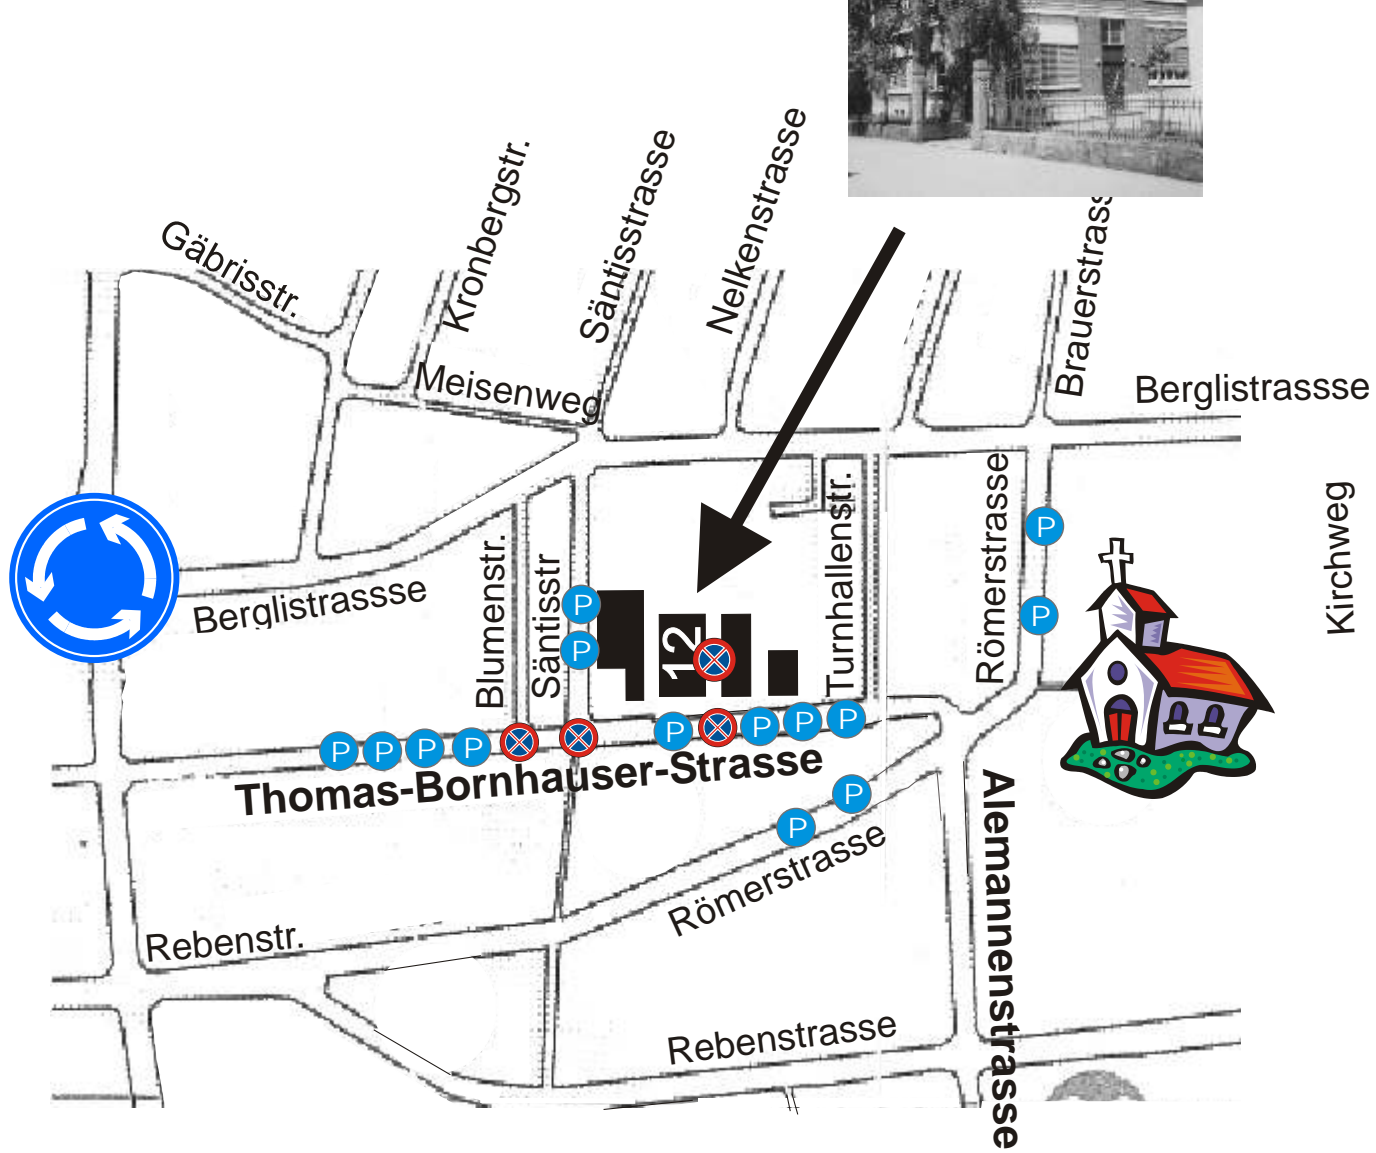 Gäbrisstr.
Kronbergstr.
Säntisstrasse
Nelkenstrasse
Brauerstrass
Meisenweg
Berglistrassse
Berglistrassse
Blumenstr.
Säntisstr
Turnhallenstr.
Römerstrasse
Kirchweg
P
P
P
P
12
P
P
P
P
P
P
P
P
Thomas-Bornhauser-Strasse
P
P
Römerstrasse
Alemannenstrasse
Rebenstr.
Rebenstrasse